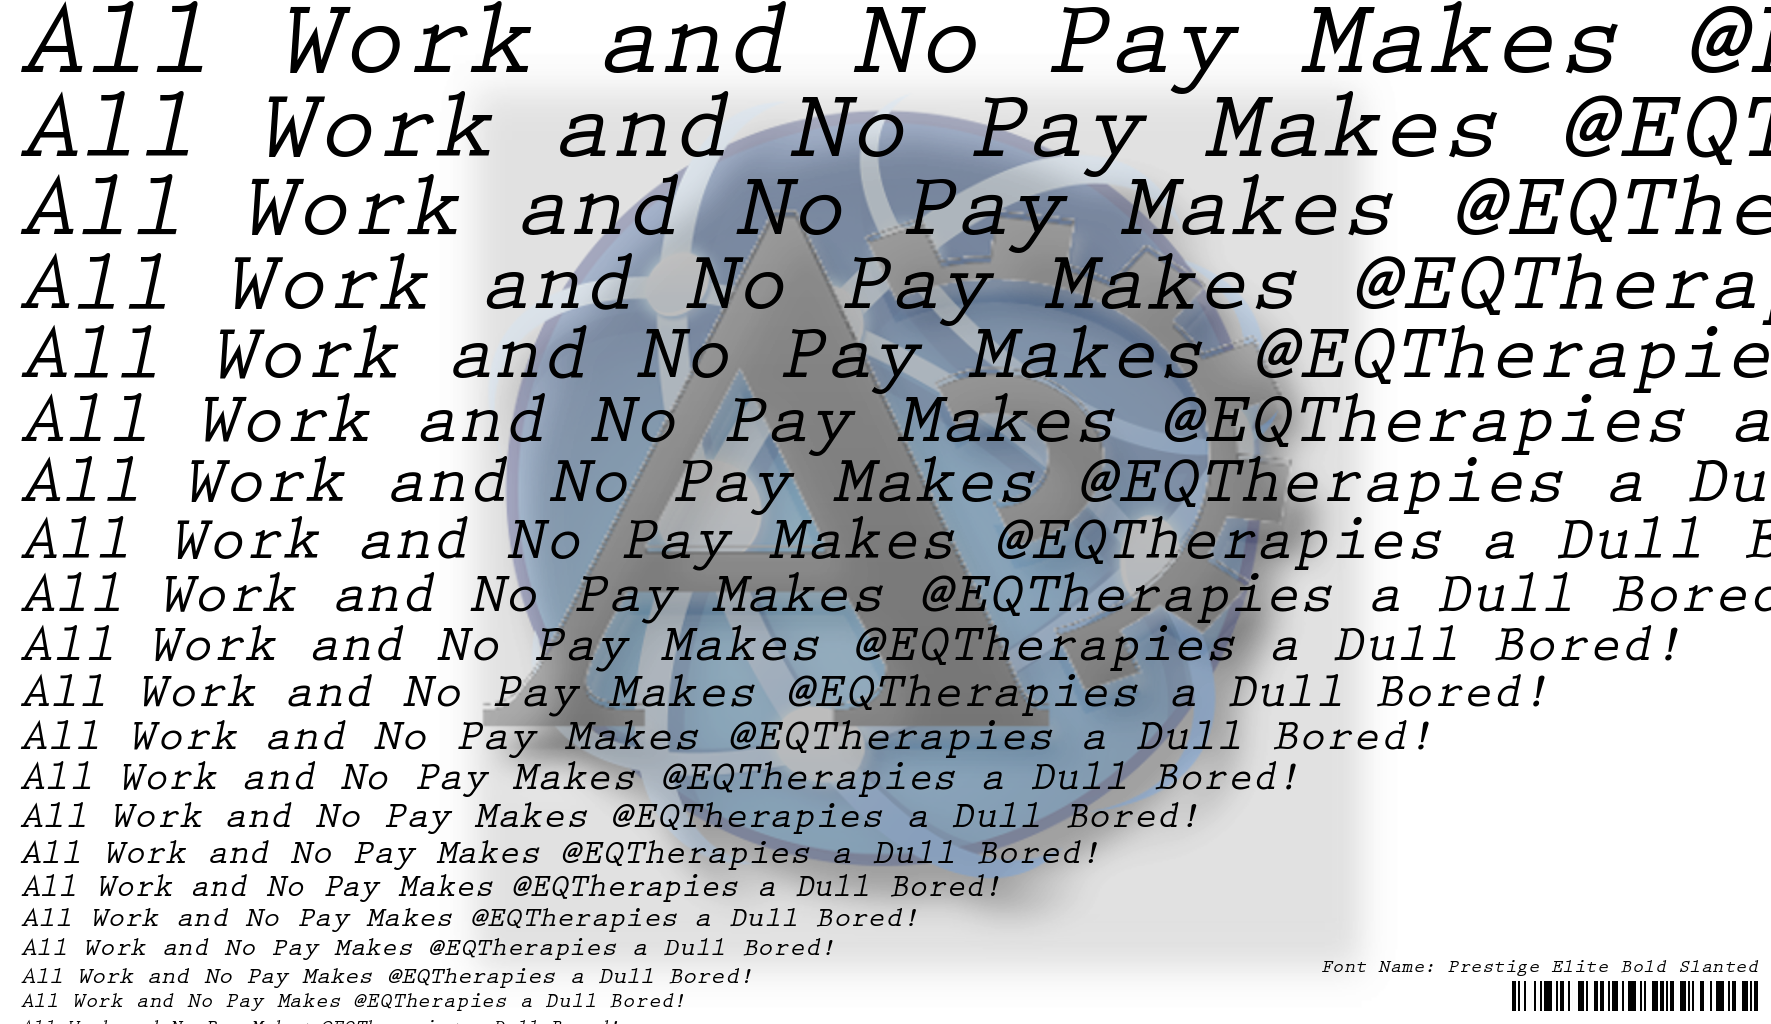 All Work and No Pay Makes @
All Work and No Pay Makes @EQT
All Work and No Pay Makes @EQThe
All Work and No Pay Makes @EQTherap
All Work and No Pay Makes @EQTherapie
All Work and No Pay Makes @EQTherapies a
All Work and No Pay Makes @EQTherapies a Du
All Work and No Pay Makes @EQTherapies a Dull B
All Work and No Pay Makes @EQTherapies a Dull Bored
All Work and No Pay Makes @EQTherapies a Dull Bored!
All Work and No Pay Makes @EQTherapies a Dull Bored!
All Work and No Pay Makes @EQTherapies a Dull Bored!
All Work and No Pay Makes @EQTherapies a Dull Bored!
All Work and No Pay Makes @EQTherapies a Dull Bored!
All Work and No Pay Makes @EQTherapies a Dull Bored!
All Work and No Pay Makes @EQTherapies a Dull Bored!
All Work and No Pay Makes @EQTherapies a Dull Bored!
All Work and No Pay Makes @EQTherapies a Dull Bored!
All Work and No Pay Makes @EQTherapies a Dull Bored!
All Work and No Pay Makes @EQTherapies a Dull Bored!
Font Name: Prestige Elite Bold Slanted